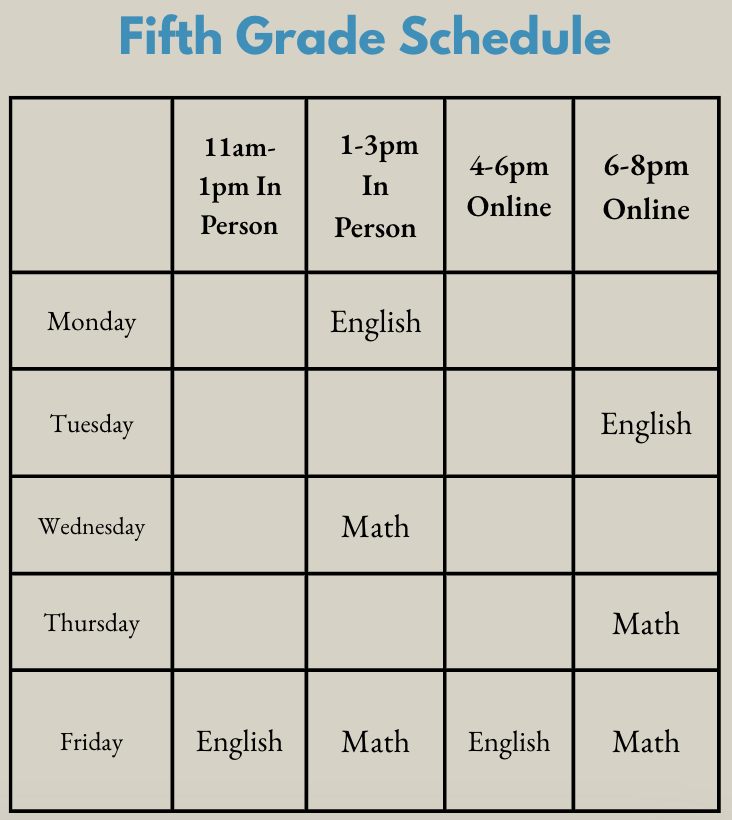 Fifth Grade Schedule
11am-
1pm In
Person
1-3pm
In
Person
4-6pm
Online
6-8pm
Online
Monday
English
Tuesday
English
Wednesday
Math
Thursday
Math
Friday
English
Math
English
Math